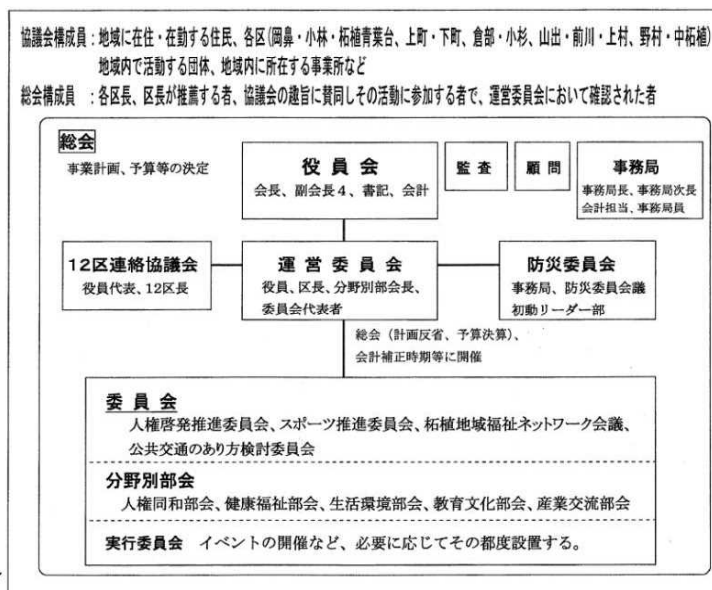 協議会構成員：地域に在住・在勤する住民、各区(岡鼻・小林・柘植青葉台、上町・下町、倉部・小杉、山出・前川・上村、野村・中柘植)
地域内で活動する団体、地域内に所在する事業所など
総会構成員　：各区長、区長が推薦する者、協議会の趣旨に賛同しその活動に参加する者で、運営委員会において確認された者
総会
事業計画、予算等の決定
役員会
会長、副会長４、書記、会計
監査
顧問
事務局
事務局長、事務局次長
会計担当、事務局員
12区連絡協議会
役員代表、12区長
運営委員会
役員、区長、分野別部会長、
委員会代表者
防災委員会
事務局、防災委員会議
初動リーダー部
総会（計画反省、予算決算）、
会計補正時期等に開催
委員会
人権啓発推進委員会、スポーツ推進委員会、柘植地域福祉ネットワーク会議、
公共交通のあり方検討委員会
分野別部会
人権同和部会、健康福祉部会、生活環境部会、教育文化部会、産業交流部会
実行委員会　イベントの開催など、必要に応じてその都度設置する。